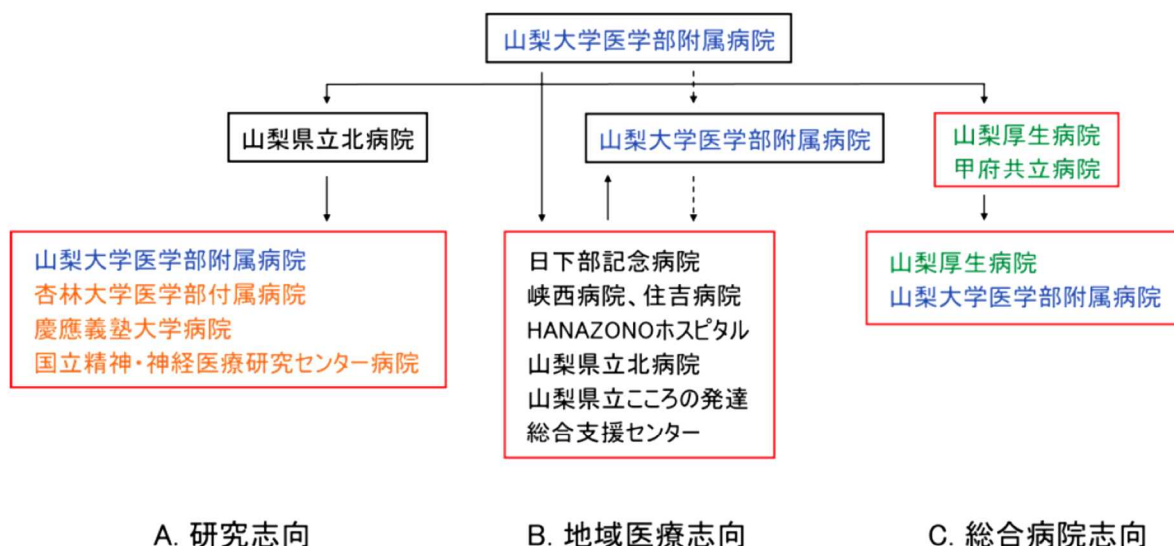 山梨大学医学部附属病院
山梨県立北病院
山梨大学医学部附属病院
山梨厚生病院
甲府共立病院
山梨大学医学部附属病院
杏林大学医学部付属病院
慶應義塾大学病院
国立精神・神経医療研究センター病院
日下部記念病院
峡西病院、住吉病院
HANAZONOホスピタル
山梨県立北病院
山梨県立こころの発達
総合支援センター
山梨厚生病院
山梨大学医学部附属病院
A. 研究志向
B. 地域医療志向
C. 総合病院志向